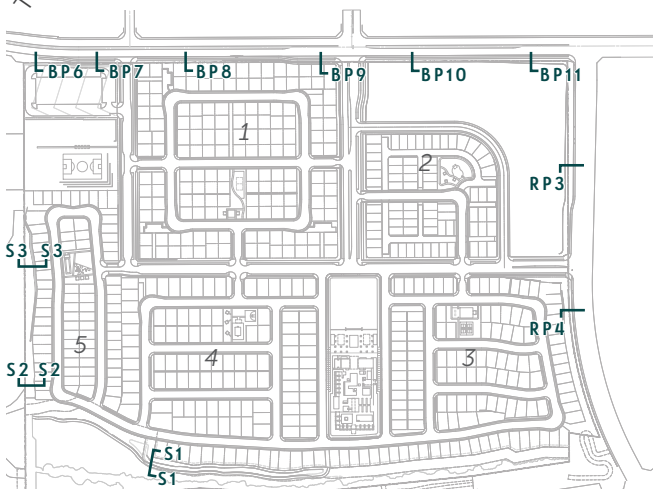 BP6 BP7 BP8 BP9 BP10 BP11
1
2
RP3
S3 S3
RP4
5
4
3
S2 S2
S1
S1